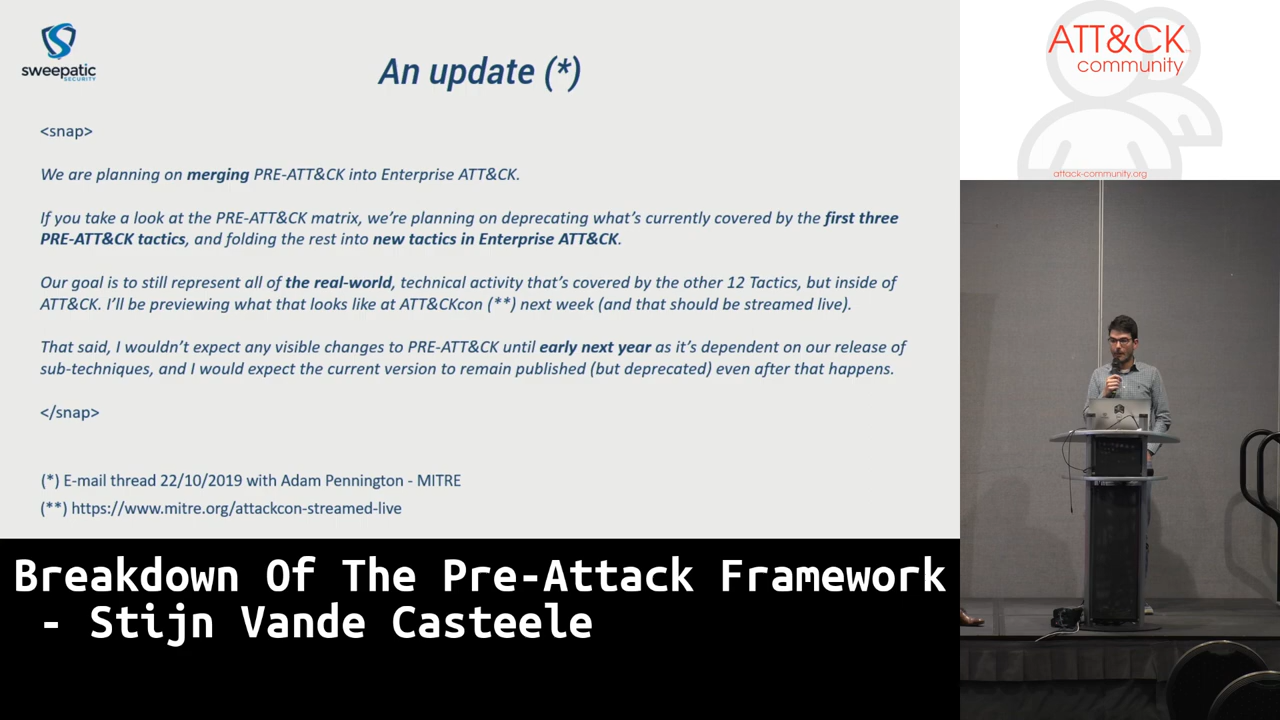 sweepatic
SECURITY
An update (*)
<snap>
We are planning on merging PRE-ATT&CK into Enterprise ATT&CK.
If you take a look at the PRE-ATT&CK matrix, we're planning on deprecating what's currently covered by the first three
PRE-ATT&CK tactics, and folding the rest into new tactics in Enterprise ATT&CK.
Our goal is to still represent all of the real-world, technical activity that's covered by the other 12 Tactics, but inside of
ATT&CK. I'll be previewing what that looks like at ATT&CKcon (**) next week (and that should be streamed live).
That said, I wouldn't expect any visible changes to PRE-ATT&CK until early next year as it's dependent on our release of
sub-techniques, and I would expect the current version to remain published (but deprecated) even after that happens.
</snap>
(*) E-mail thread 22/10/2019 with Adam Pennington - MITRE
(**) https://www.mitre.org/attackcon-streamed-live
ATT&CK
community
attack-community.org
Breakdown Of The Pre-Attack Framework
- Stijn Vande Casteele